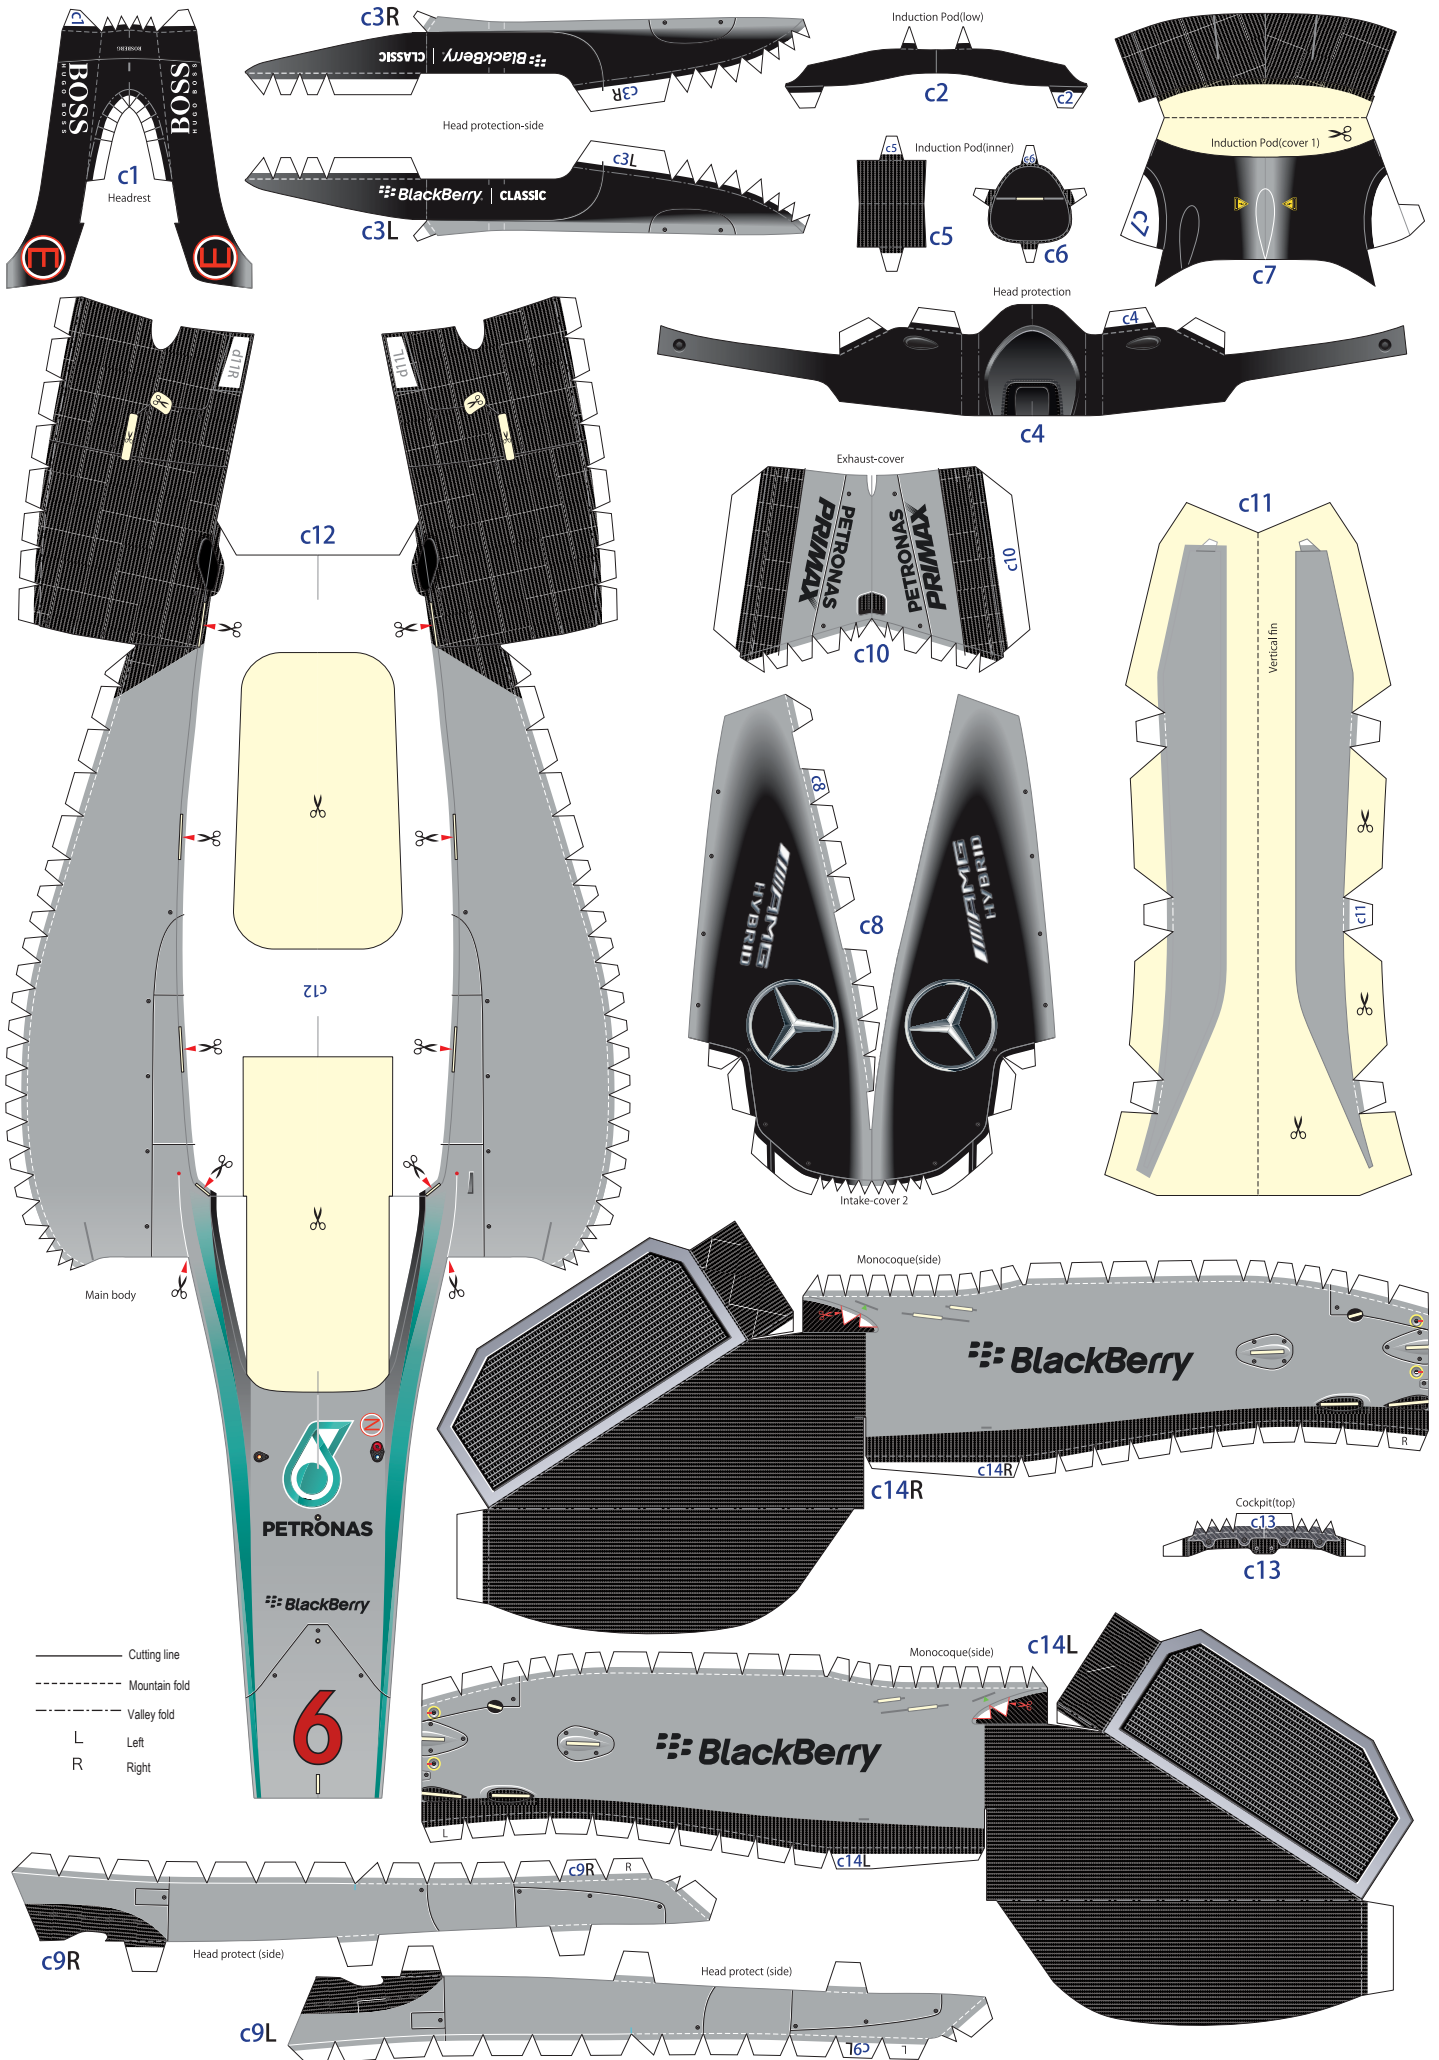 c1
ROSBERG
BOSS
HUGO BOSS
BOSS
HUGO BOSS
c1
Headrest
E
E
c3R
BlackBerry | CLASSIC
c3R
Head protection-side
c3L
BlackBerry | CLASSIC
c3L
Induction Pod(low)
c2
c2
Induction Pod(inner)
c5
c5
c6
c6
Induction Pod(cover 1)
c7
c7
Head protection
c4
c4
d11R
d11L
c12
c12
Main body
Exhaust-cover
PETRONAS
PRIMAX
PETRONAS
PRIMAX
c10
c10
c11
Vertical fin
c11
c8
AMG
HYBRID
AMG
HYBRID
c8
Intake-cover 2
Monocoque(side)
BlackBerry
R
c14R
c14R
N
PETRONAS
BlackBerry
6
Cockpit(top)
c13
c13
Cutting line
Mountain fold
Valley fold
L Left
R Right
Monocoque(side)
c14L
BlackBerry
L
c14L
c9R
R
Head protect (side)
c9R
Head protect (side)
c9L
c9L
L